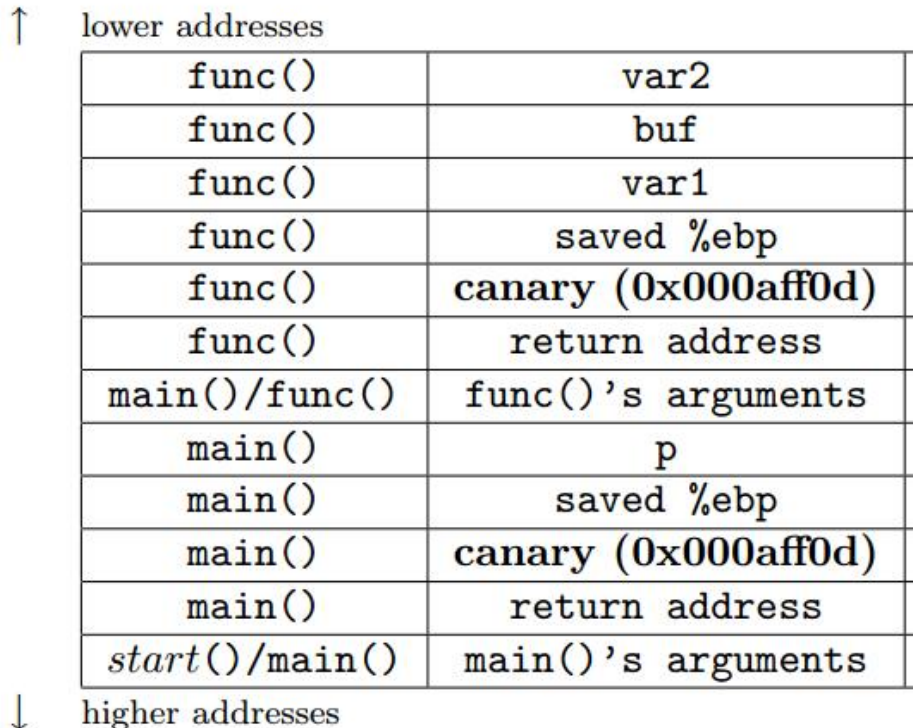 ↑ lower addresses
func() var2
func() buf
func() var1
func() saved %ebp
func() canary (0x000aff0d)
func() return address
main()/func() func()'s arguments
main() p
main() saved %ebp
main() canary (0x000aff0d)
main() return address
start()/main() main()'s arguments
↓ higher addresses